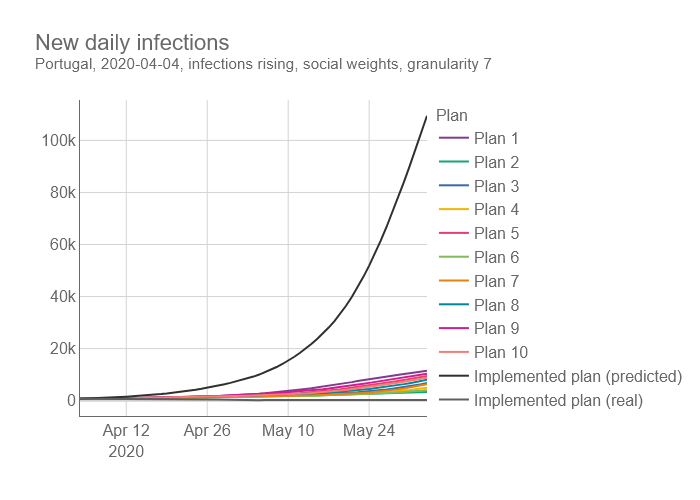 New daily infections
Portugal, 2020-04-04, infections rising, social weights, granularity 7
100k
80k
60k
40k
20k
0
Apr 12
2020
Apr 26
May 10
May 24
Plan
Plan 1
Plan 2
Plan 3
Plan 4
Plan 5
Plan 6
Plan 7
Plan 8
Plan 9
Plan 10
Implemented plan (predicted)
Implemented plan (real)